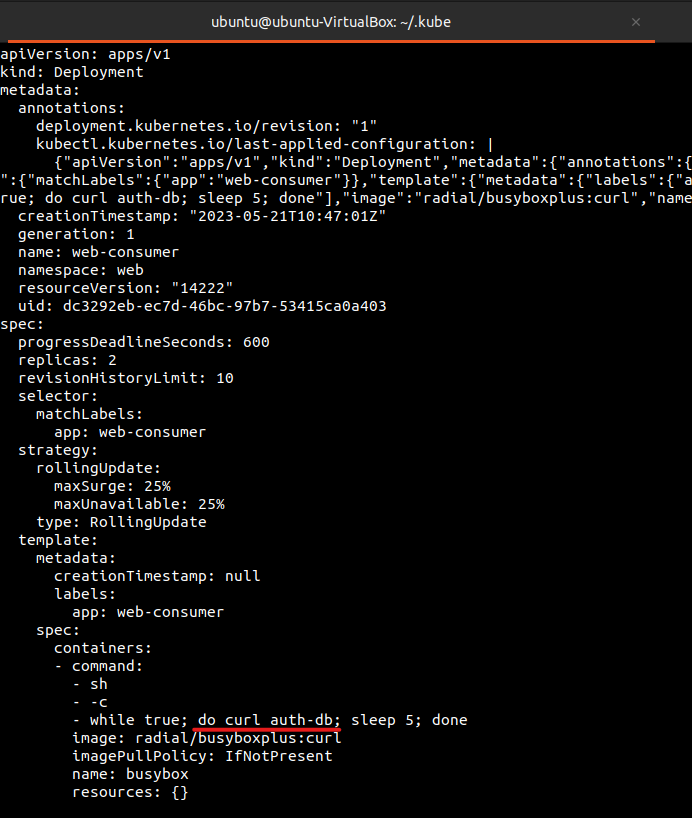 ubuntu@ubuntu-VirtualBox: ~/.kube
apiVersion: apps/v1
kind: Deployment
metadata:
  annotations:
    deployment.kubernetes.io/revision: "1"
    kubectl.kubernetes.io/last-applied-configuration: |
      {"apiVersion":"apps/v1","kind":"Deployment","metadata":{"annotations":{
":{"matchLabels":{"app":"web-consumer"}},"template":{"metadata":{"labels":{"a
rue; do curl auth-db; sleep 5; done"],"image":"radial/busyboxplus:curl","name
  creationTimestamp: "2023-05-21T10:47:01Z"
  generation: 1
  name: web-consumer
  namespace: web
  resourceVersion: "14222"
  uid: dc3292eb-ec7d-46bc-97b7-53415ca0a403
spec:
  progressDeadlineSeconds: 600
  replicas: 2
  revisionHistoryLimit: 10
  selector:
    matchLabels:
      app: web-consumer
  strategy:
    rollingUpdate:
      maxSurge: 25%
      maxUnavailable: 25%
    type: RollingUpdate
  template:
    metadata:
      creationTimestamp: null
      labels:
        app: web-consumer
    spec:
      containers:
      - command:
        - sh
        - -c
        - while true; do curl auth-db; sleep 5; done
        image: radial/busyboxplus:curl
        imagePullPolicy: IfNotPresent
        name: busybox
        resources: {}